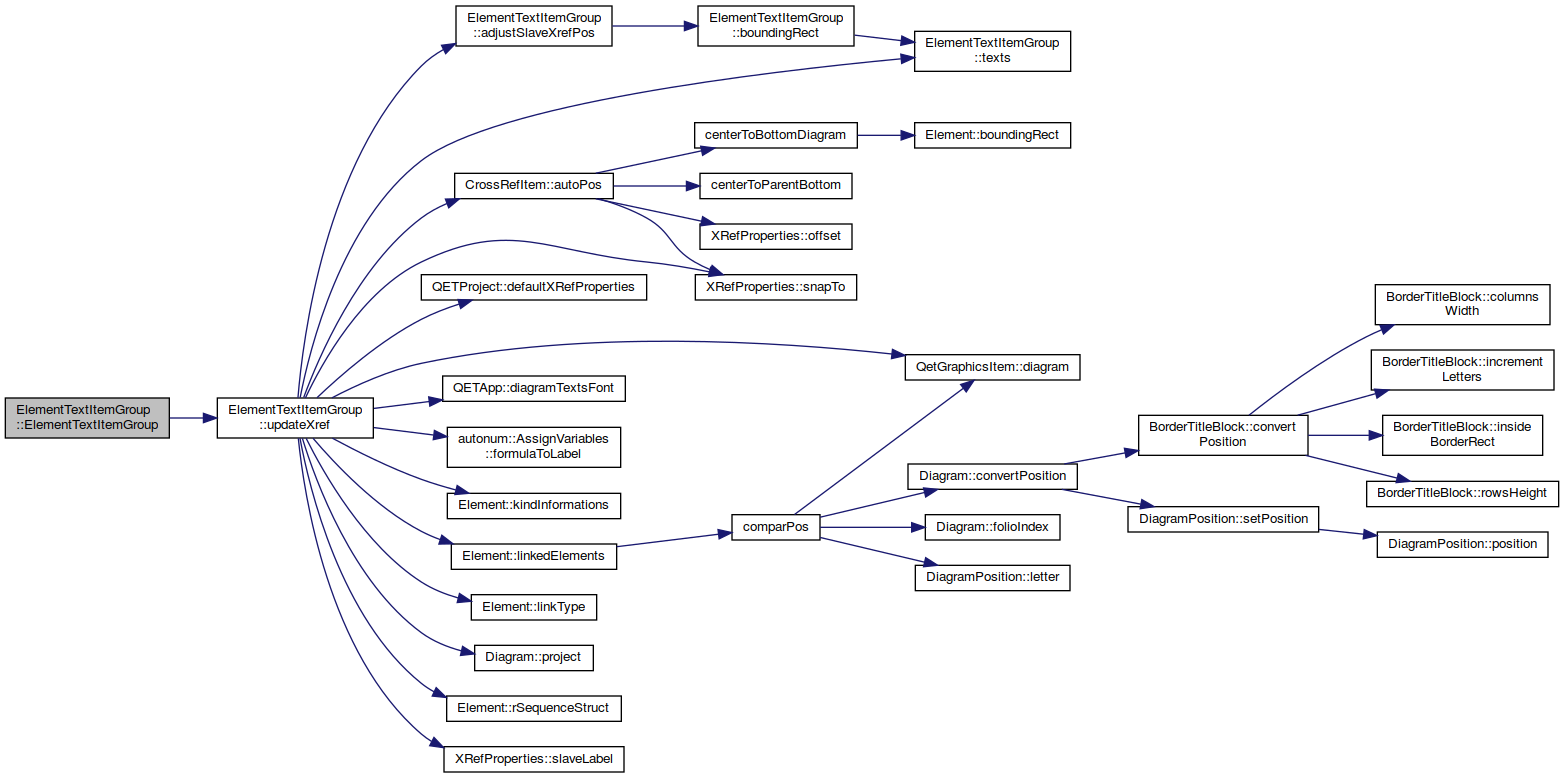 ElementTextItemGroup
::ElementTextItemGroup
ElementTextItemGroup
::updateXref
ElementTextItemGroup
::adjustSlaveXrefPos
ElementTextItemGroup
::boundingRect
ElementTextItemGroup
::texts
CrossRefItem::autoPos
centerToBottomDiagram
Element::boundingRect
centerToParentBottom
XRefProperties::offset
XRefProperties::snapTo
QETProject::defaultXRefProperties
QetGraphicsItem::diagram
QETApp::diagramTextsFont
autonum::AssignVariables
::formulaToLabel
Element::kindInformations
Element::linkedElements
comparPos
Diagram::convertPosition
BorderTitleBlock::convert
Position
BorderTitleBlock::columns
Width
BorderTitleBlock::increment
Letters
BorderTitleBlock::inside
BorderRect
BorderTitleBlock::rowsHeight
DiagramPosition::setPosition
DiagramPosition::position
Diagram::folioIndex
DiagramPosition::letter
Element::linkType
Diagram::project
Element::rSequenceStruct
XRefProperties::slaveLabel